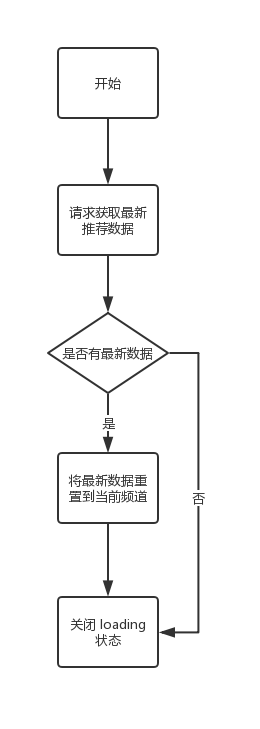 开始
请求获取最新
推荐数据
是否有最新数据
是
将最新数据重
置到当前频道
否
关闭 loading
状态